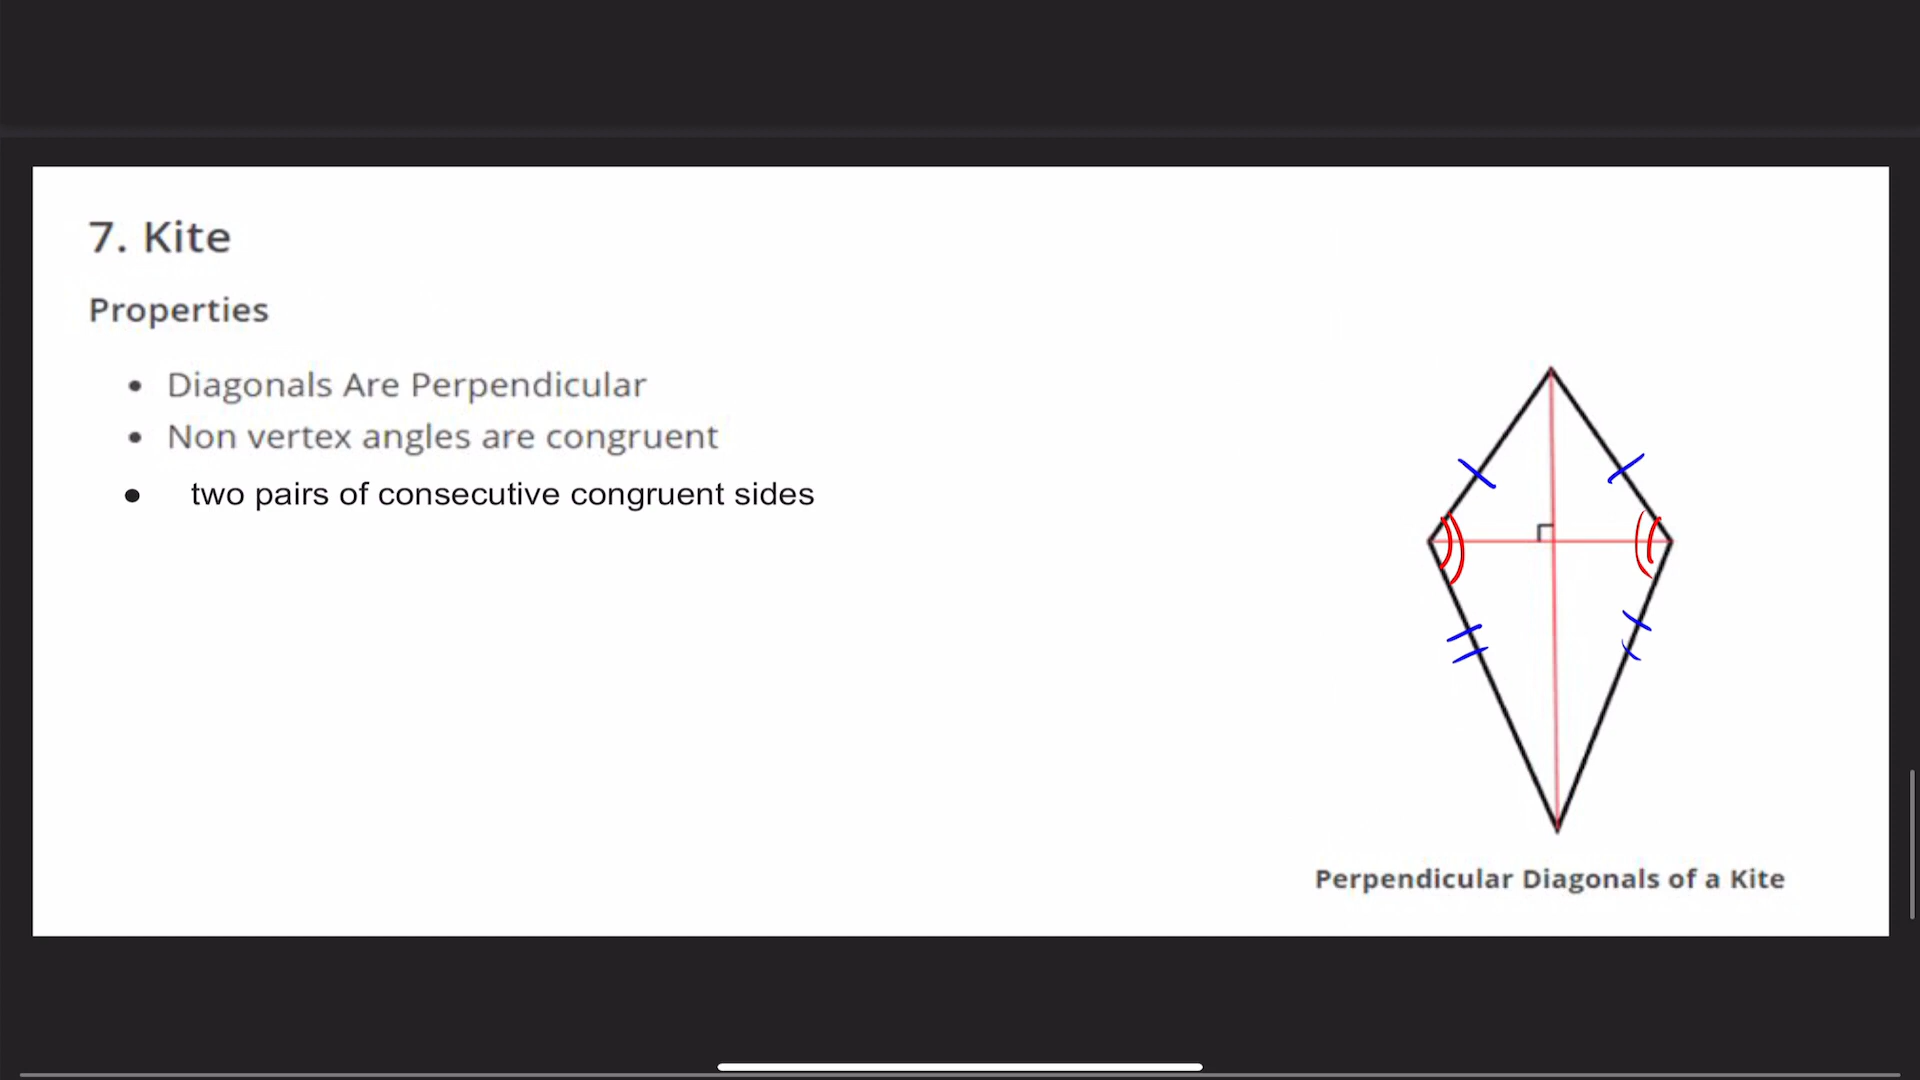 7. Kite
Properties
• Diagonals Are Perpendicular
• Non vertex angles are congruent
• two pairs of consecutive congruent sides
Perpendicular Diagonals of a Kite